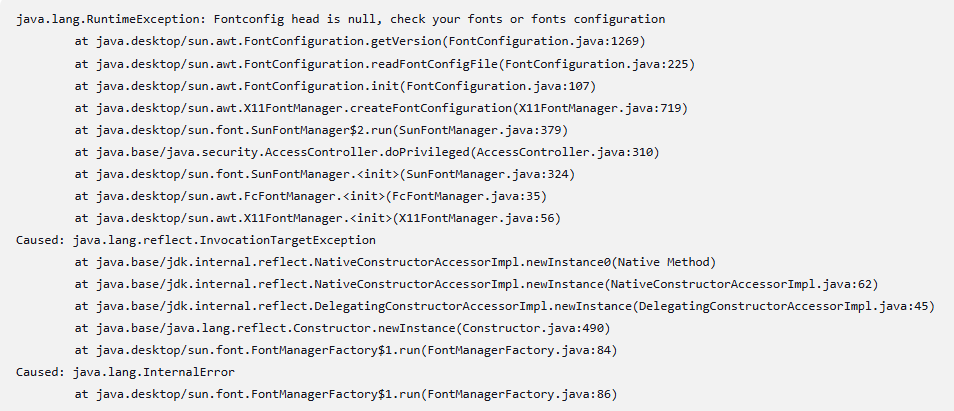 java.lang.RuntimeException: Fontconfig head is null, check your fonts or fonts configuration
at java.desktop/sun.awt.FontConfiguration.getVersion(FontConfiguration.java:1269)
at java.desktop/sun.awt.FontConfiguration.readFontConfigFile(FontConfiguration.java:225)
at java.desktop/sun.awt.FontConfiguration.init(FontConfiguration.java:107)
at java.desktop/sun.awt.X11FontManager.createFontConfiguration(X11FontManager.java:719)
at java.desktop/sun.font.SunFontManager$2.run(SunFontManager.java:379)
at java.base/java.security.AccessController.doPrivileged(AccessController.java:310)
at java.desktop/sun.font.SunFontManager.<init>(SunFontManager.java:324)
at java.desktop/sun.awt.FcFontManager.<init>(FcFontManager.java:35)
at java.desktop/sun.awt.X11FontManager.<init>(X11FontManager.java:56)
Caused: java.lang.reflect.InvocationTargetException
at java.base/jdk.internal.reflect.NativeConstructorAccessorImpl.newInstance0(Native Method)
at java.base/jdk.internal.reflect.NativeConstructorAccessorImpl.newInstance(NativeConstructorAccessorImpl.java:62)
at java.base/jdk.internal.reflect.DelegatingConstructorAccessorImpl.newInstance(DelegatingConstructorAccessorImpl.java:45)
at java.base/java.lang.reflect.Constructor.newInstance(Constructor.java:490)
at java.desktop/sun.font.FontManagerFactory$1.run(FontManagerFactory.java:84)
Caused: java.lang.InternalError
at java.desktop/sun.font.FontManagerFactory$1.run(FontManagerFactory.java:86)